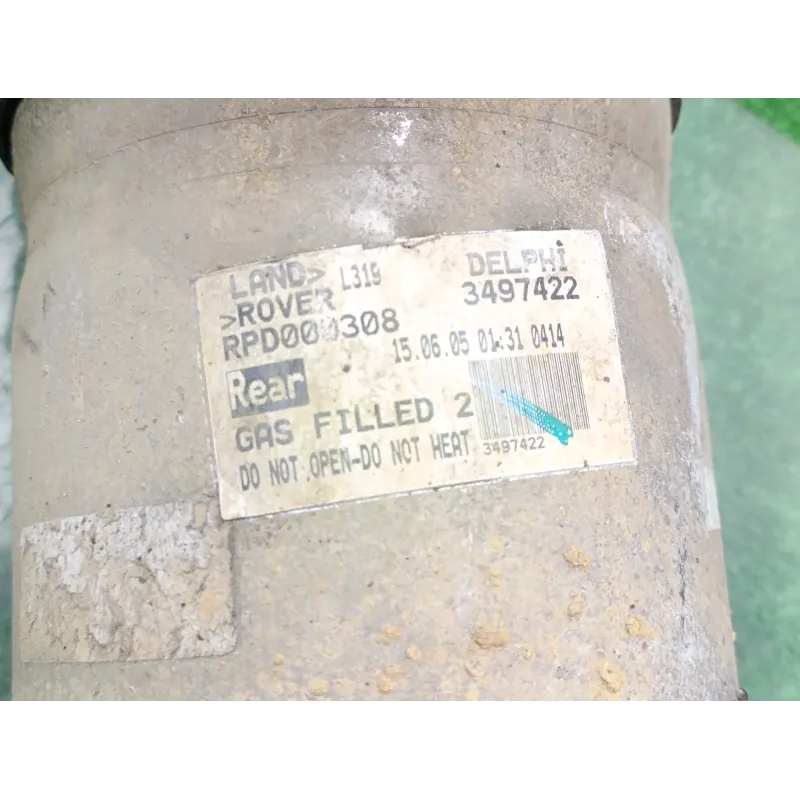 LAND> L319 DELPHI
>ROVER 3497422
RPD000308
15.06.05 01:31 0414
Rear
GAS FILLED 2
DO NOT OPEN-DO NOT HEAT 3497422